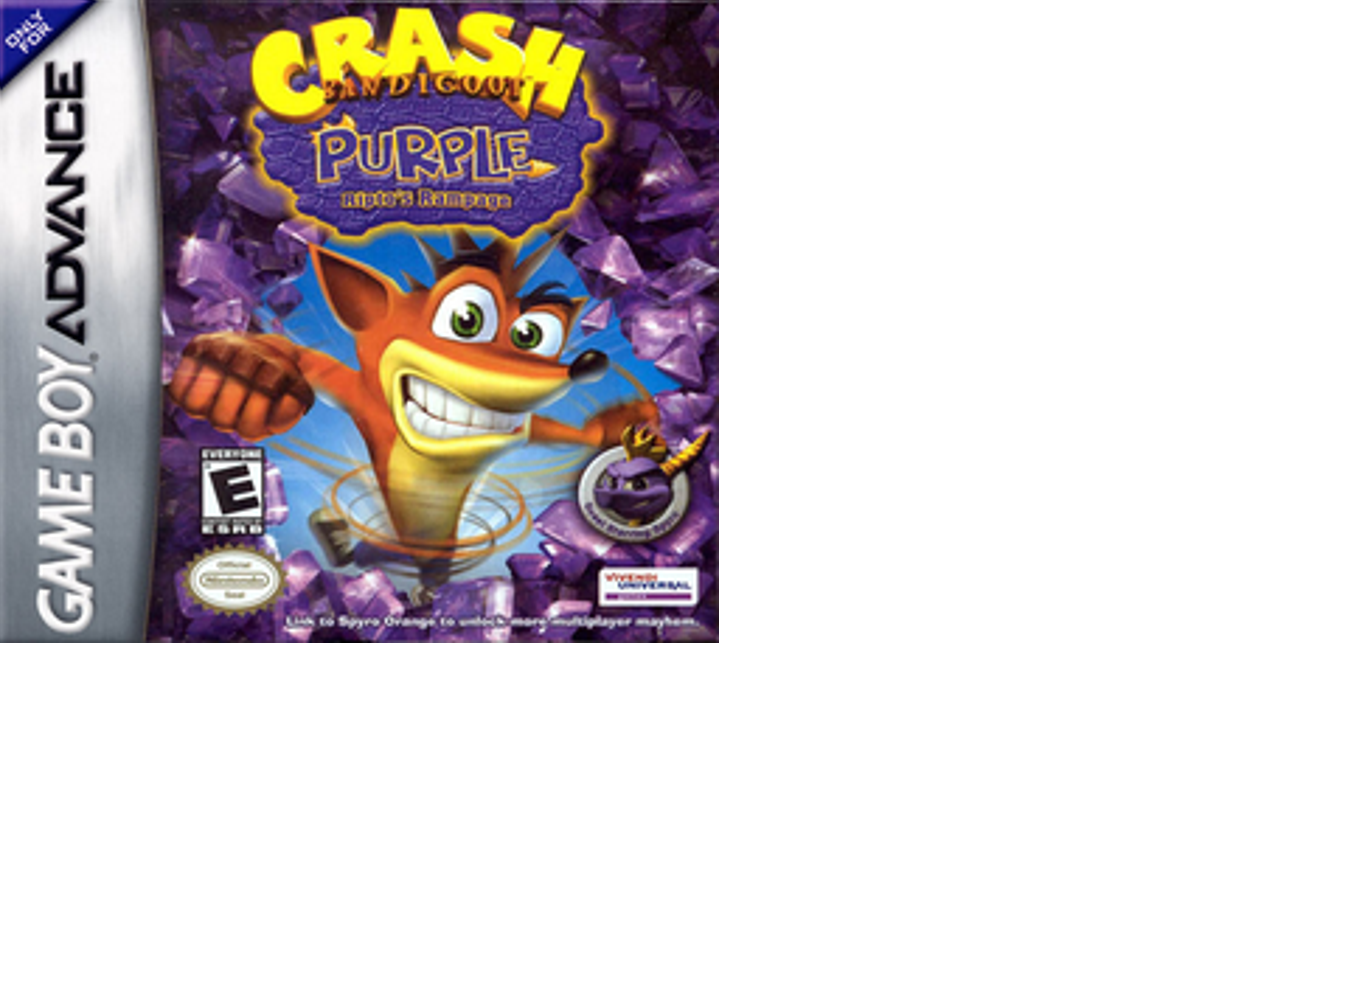 ONLY
FOR
GAME BOY ADVANCE
CRASH
BANDICOOT
PURPLE
Ripto's Rampage
EVERYONE
E
ESRB
Official
Nintendo
Seal
VIVENDI
UNIVERSAL
games
Link to Spyro Orange to unlock more multiplayer mayhem.